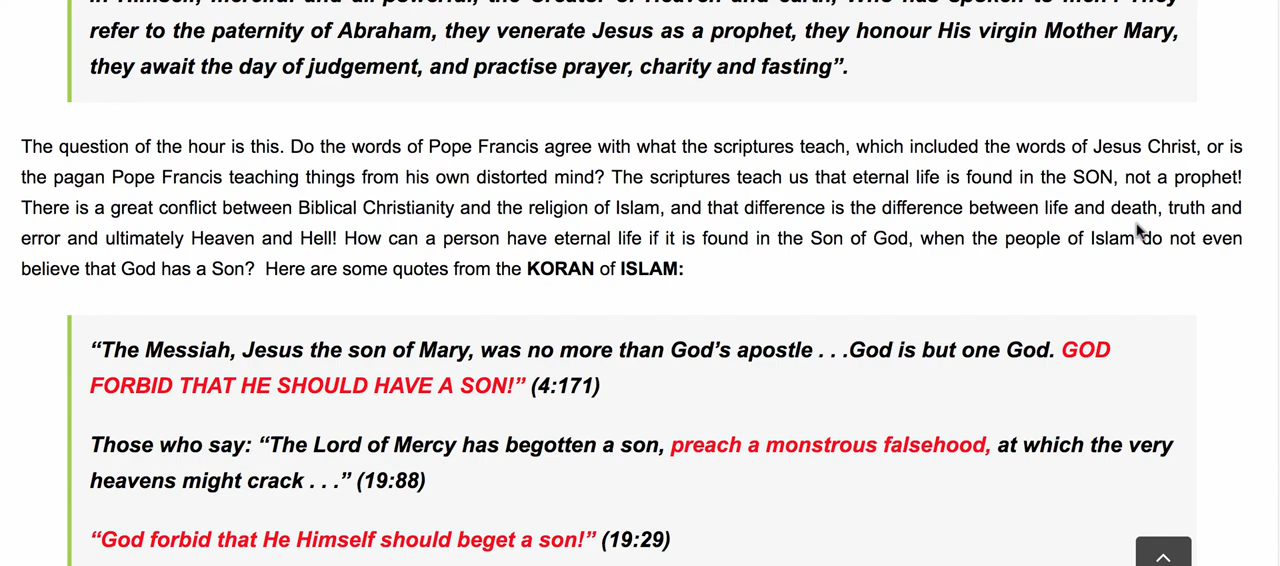 refer to the paternity of Abraham, they venerate Jesus as a prophet, they honour His virgin Mother Mary,
they await the day of judgement, and practise prayer, charity and fasting”.
The question of the hour is this. Do the words of Pope Francis agree with what the scriptures teach, which included the words of Jesus Christ, or is
the pagan Pope Francis teaching things from his own distorted mind? The scriptures teach us that eternal life is found in the SON, not a prophet!
There is a great conflict between Biblical Christianity and the religion of Islam, and that difference is the difference between life and death, truth and
error and ultimately Heaven and Hell! How can a person have eternal life if it is found in the Son of God, when the people of Islam do not even
believe that God has a Son?  Here are some quotes from the KORAN of ISLAM:
“The Messiah, Jesus the son of Mary, was no more than God’s apostle . . .God is but one God. GOD
FORBID THAT HE SHOULD HAVE A SON!” (4:171)
Those who say: “The Lord of Mercy has begotten a son, preach a monstrous falsehood, at which the very
heavens might crack . . .” (19:88)
“God forbid that He Himself should beget a son!” (19:29)